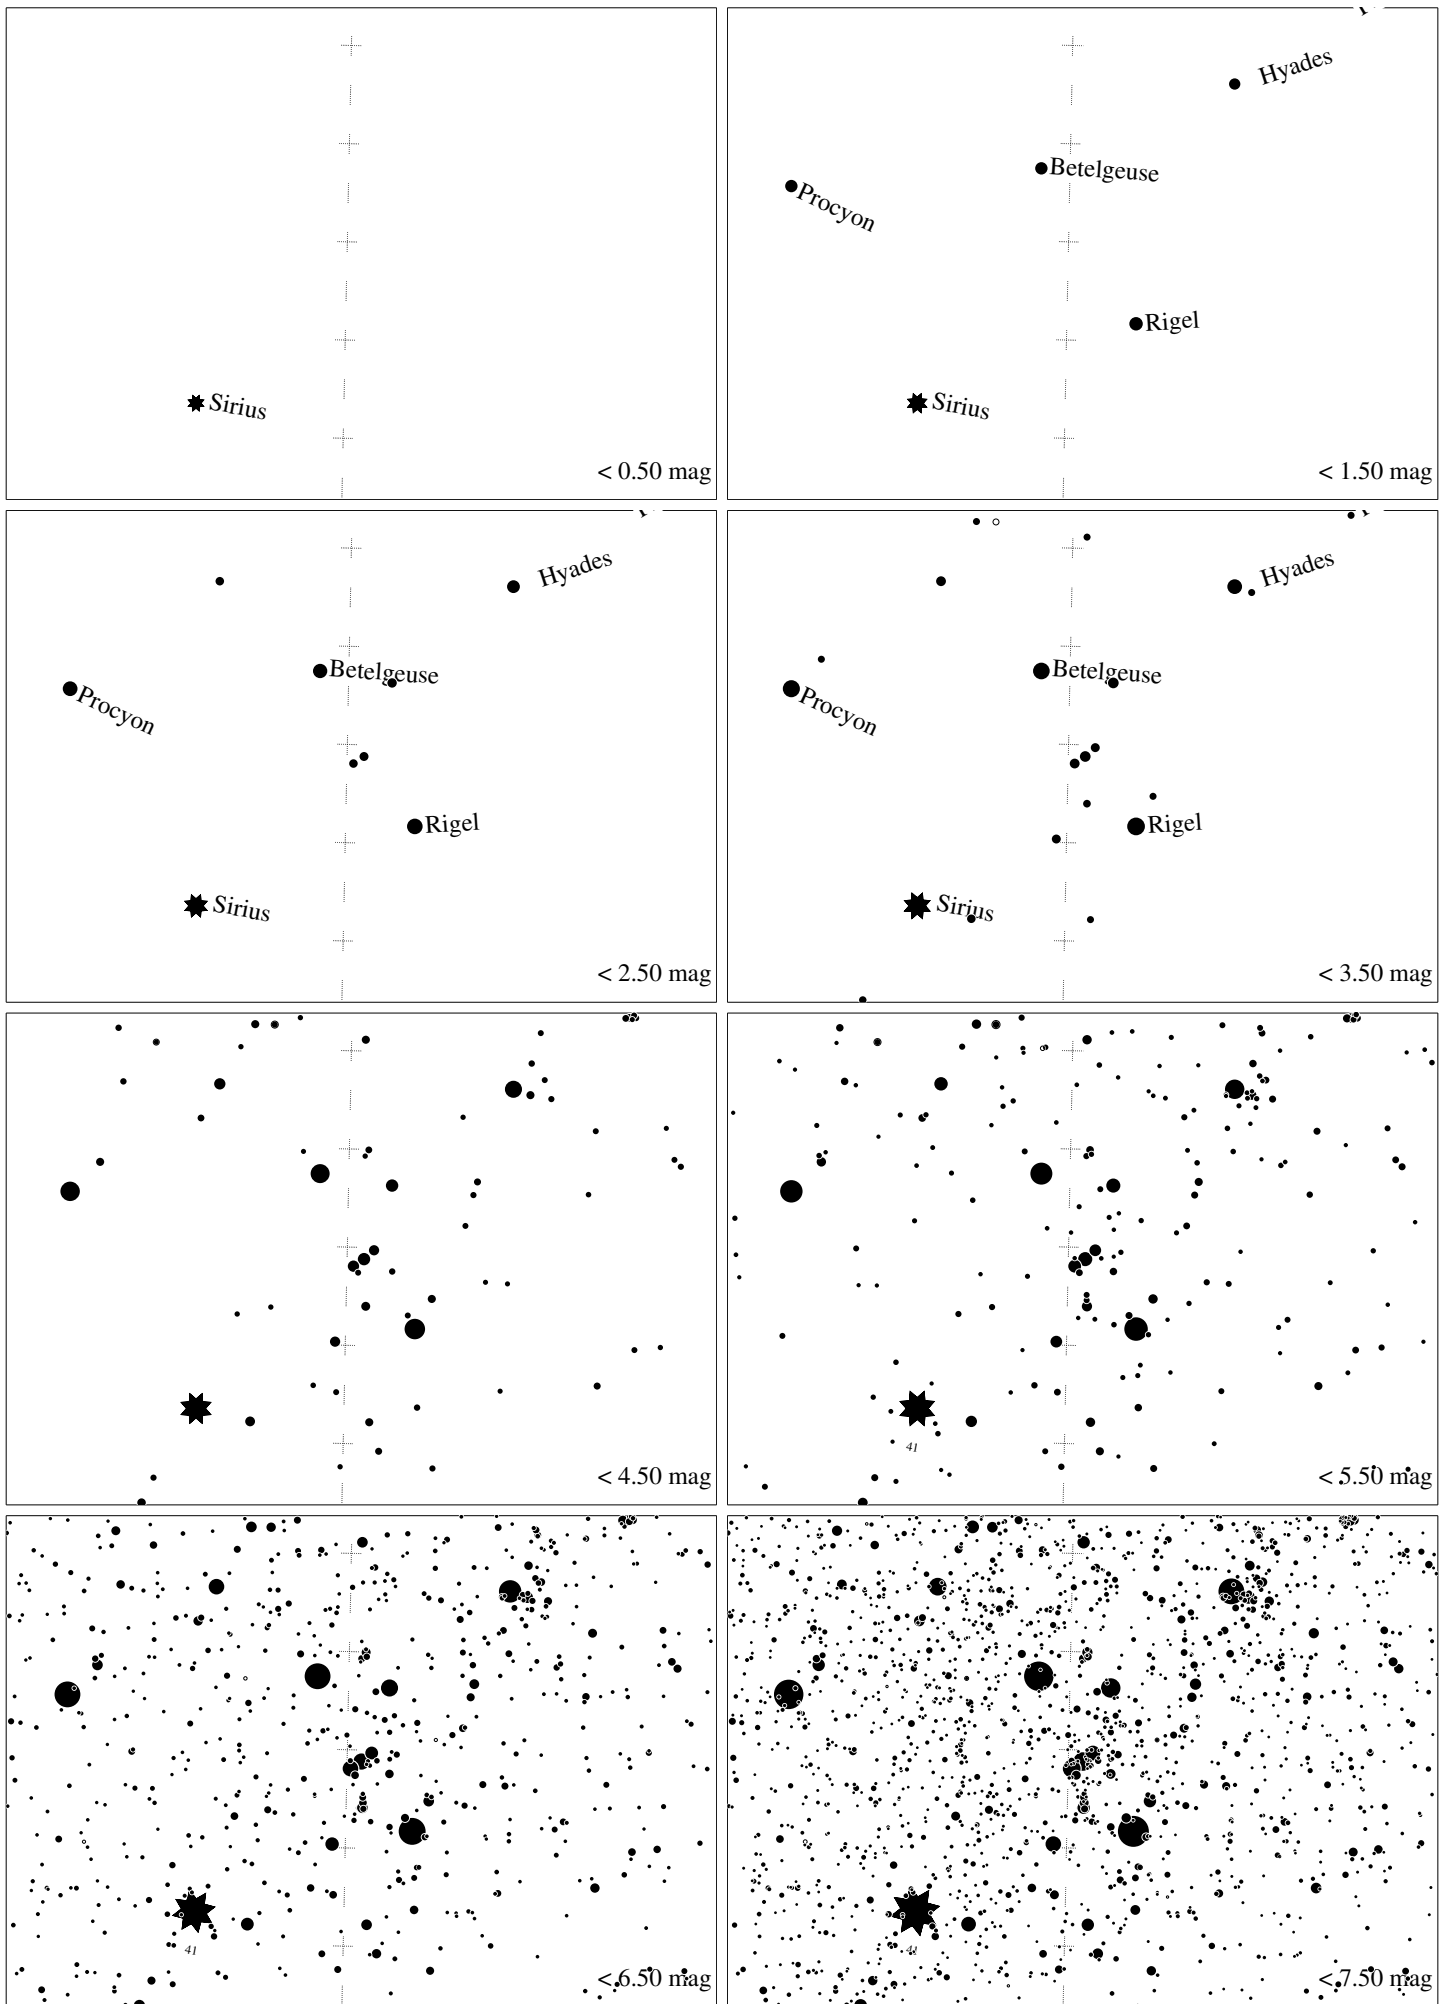 Sirius
< 0.50 mag
Hyades
Betelgeuse
Procyon
Rigel
Sirius
< 1.50 mag
Hyades
Betelgeuse
Procyon
Rigel
Sirius
< 2.50 mag
Hyades
Betelgeuse
Procyon
Rigel
Sirius
< 3.50 mag
< 4.50 mag
41
< 5.50 mag
41
< 6.50 mag
41
< 7.50 mag